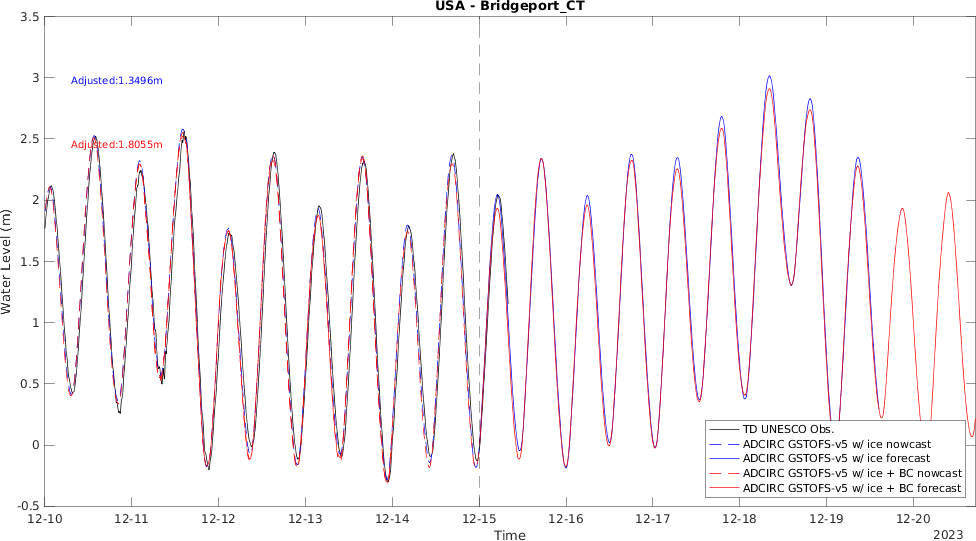 USA - Bridgeport_CT
3.5
3
2.5
2
1.5
1
0.5
0
-0.5
Water Level (m)
Adjusted:1.3496m
Adjusted:1.8055m
TD UNESCO Obs.
ADCIRC GSTOFS-v5 w/ ice nowcast
ADCIRC GSTOFS-v5 w/ ice forecast
ADCIRC GSTOFS-v5 w/ ice + BC nowcast
ADCIRC GSTOFS-v5 w/ ice + BC forecast
12-10 12-11 12-12 12-13 12-14 12-15 12-16 12-17 12-18 12-19 12-20
Time
2023